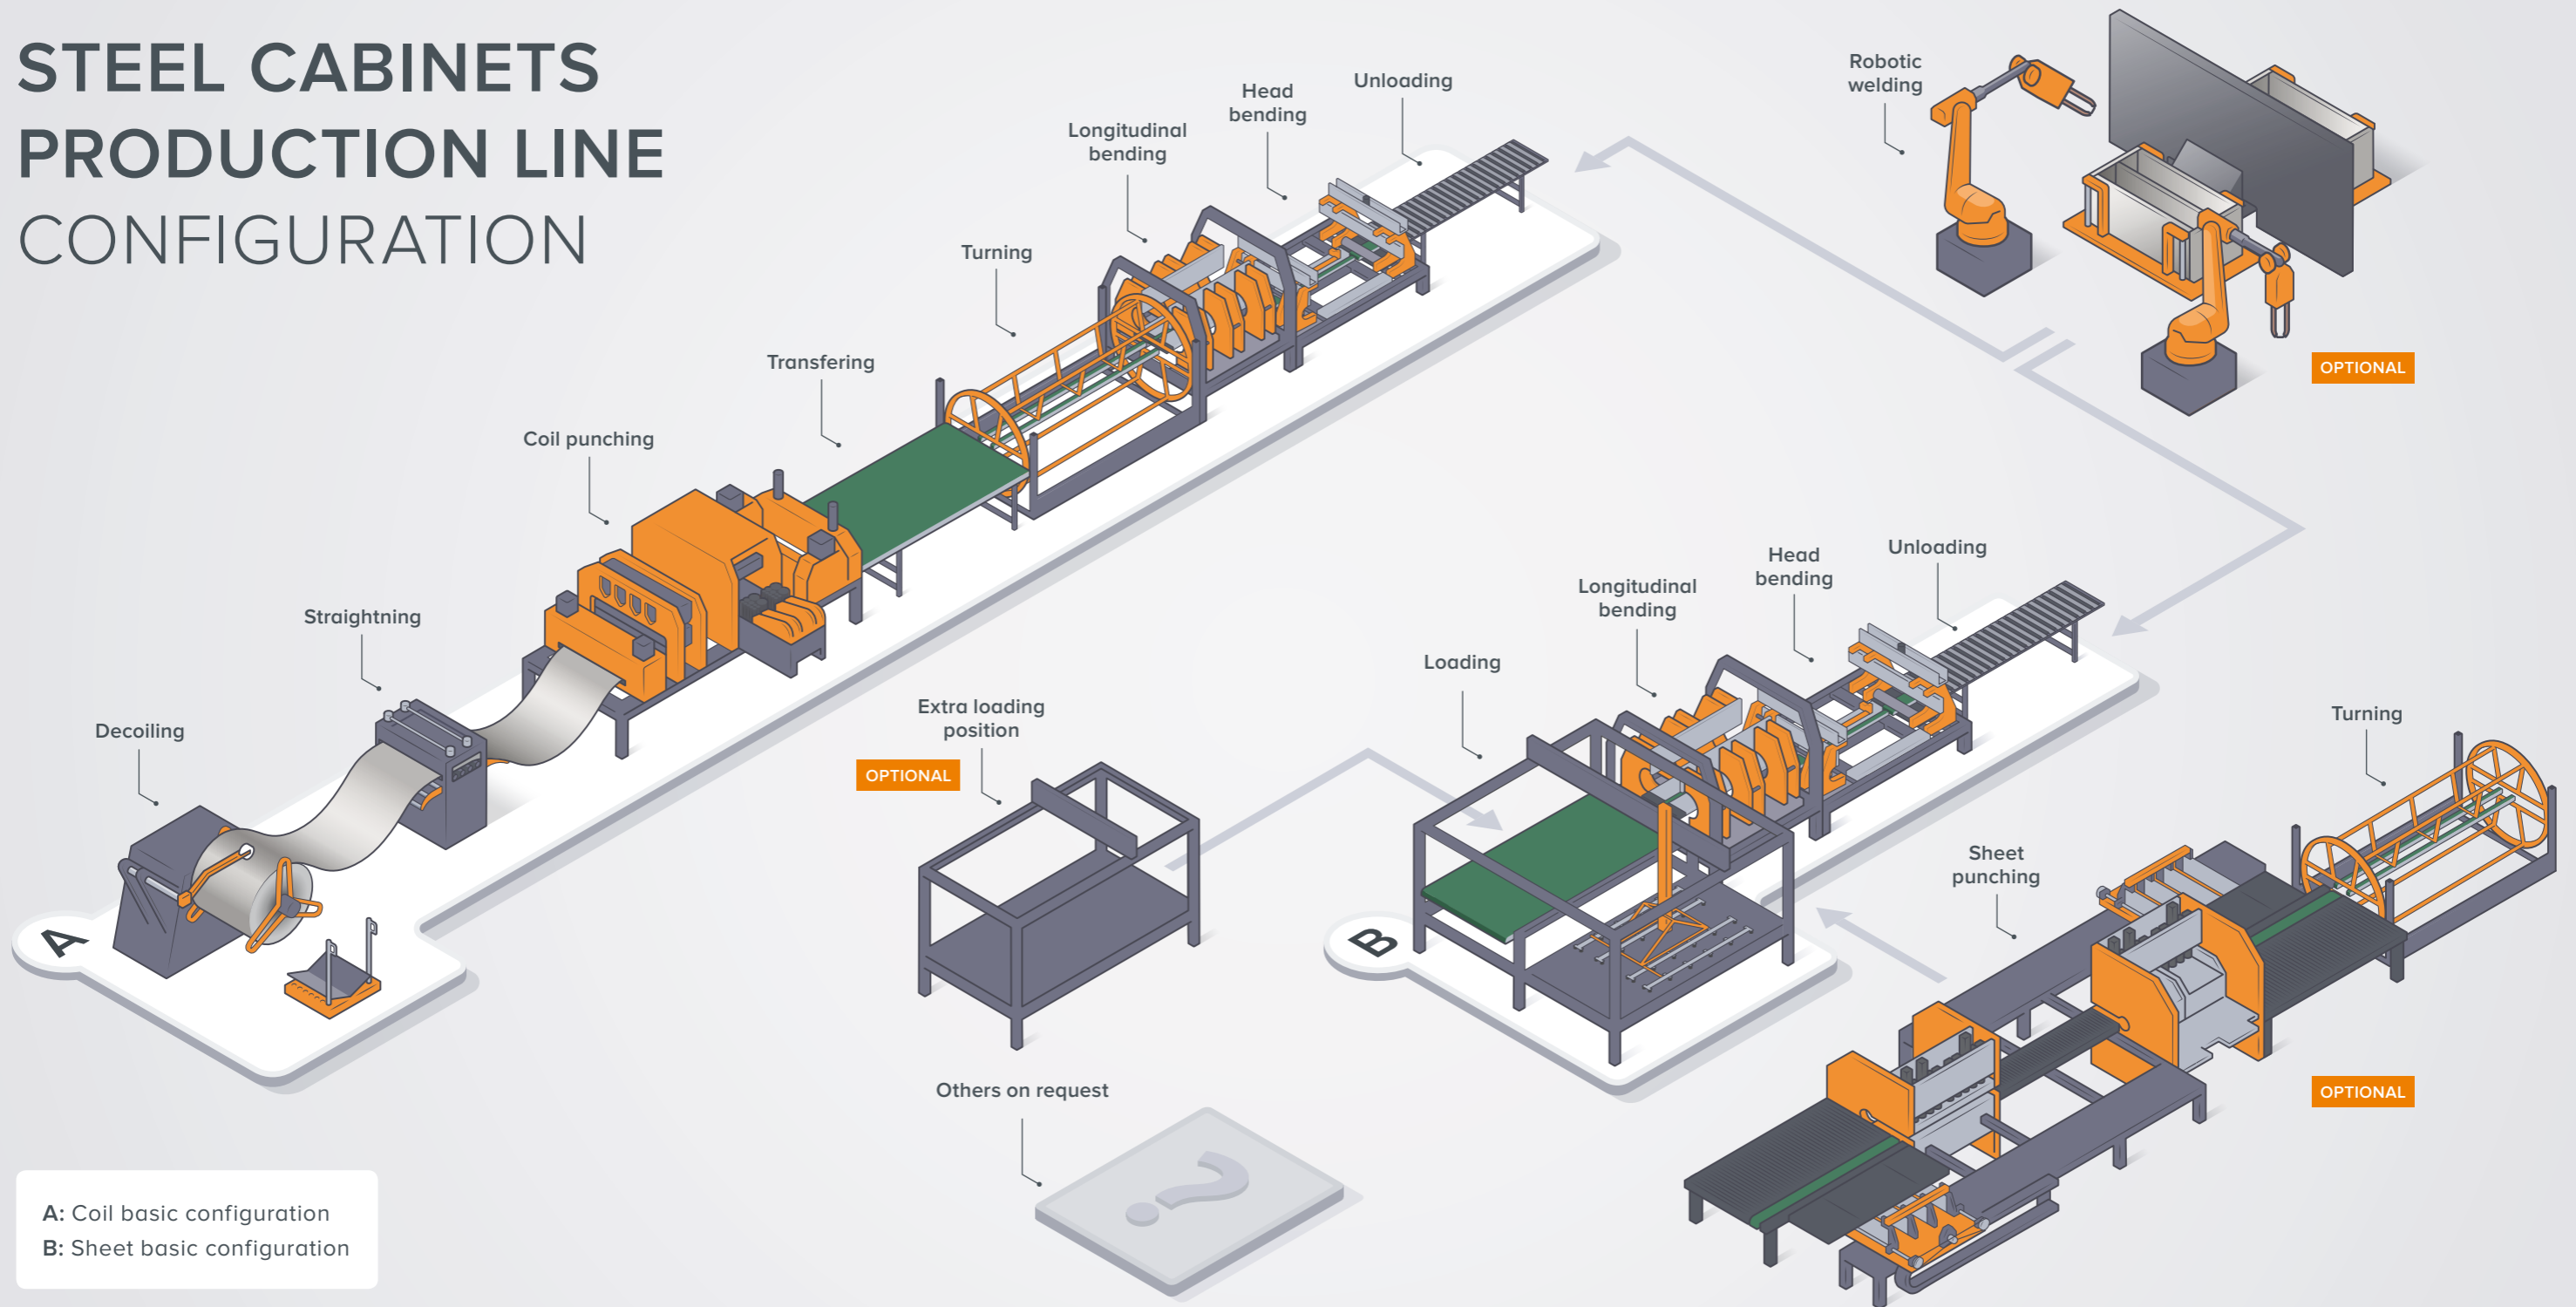 STEEL CABINETS
PRODUCTION LINE
CONFIGURATION
Decoiling
Straightning
Coil punching
Transfering
Turning
Longitudinal
bending
Head
bending
Unloading
Robotic
welding
OPTIONAL
Extra loading
position
OPTIONAL
Loading
Longitudinal
bending
Head
bending
Unloading
Sheet
punching
Turning
OPTIONAL
Others on request
?
A
B
A: Coil basic configuration
B: Sheet basic configuration